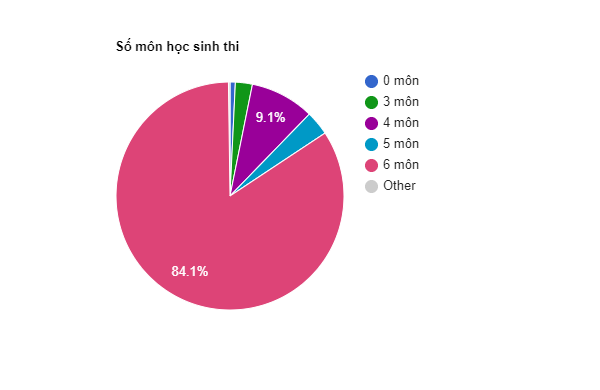 Số môn học sinh thi
0 môn
3 môn
4 môn
5 môn
6 môn
Other
9.1%
84.1%